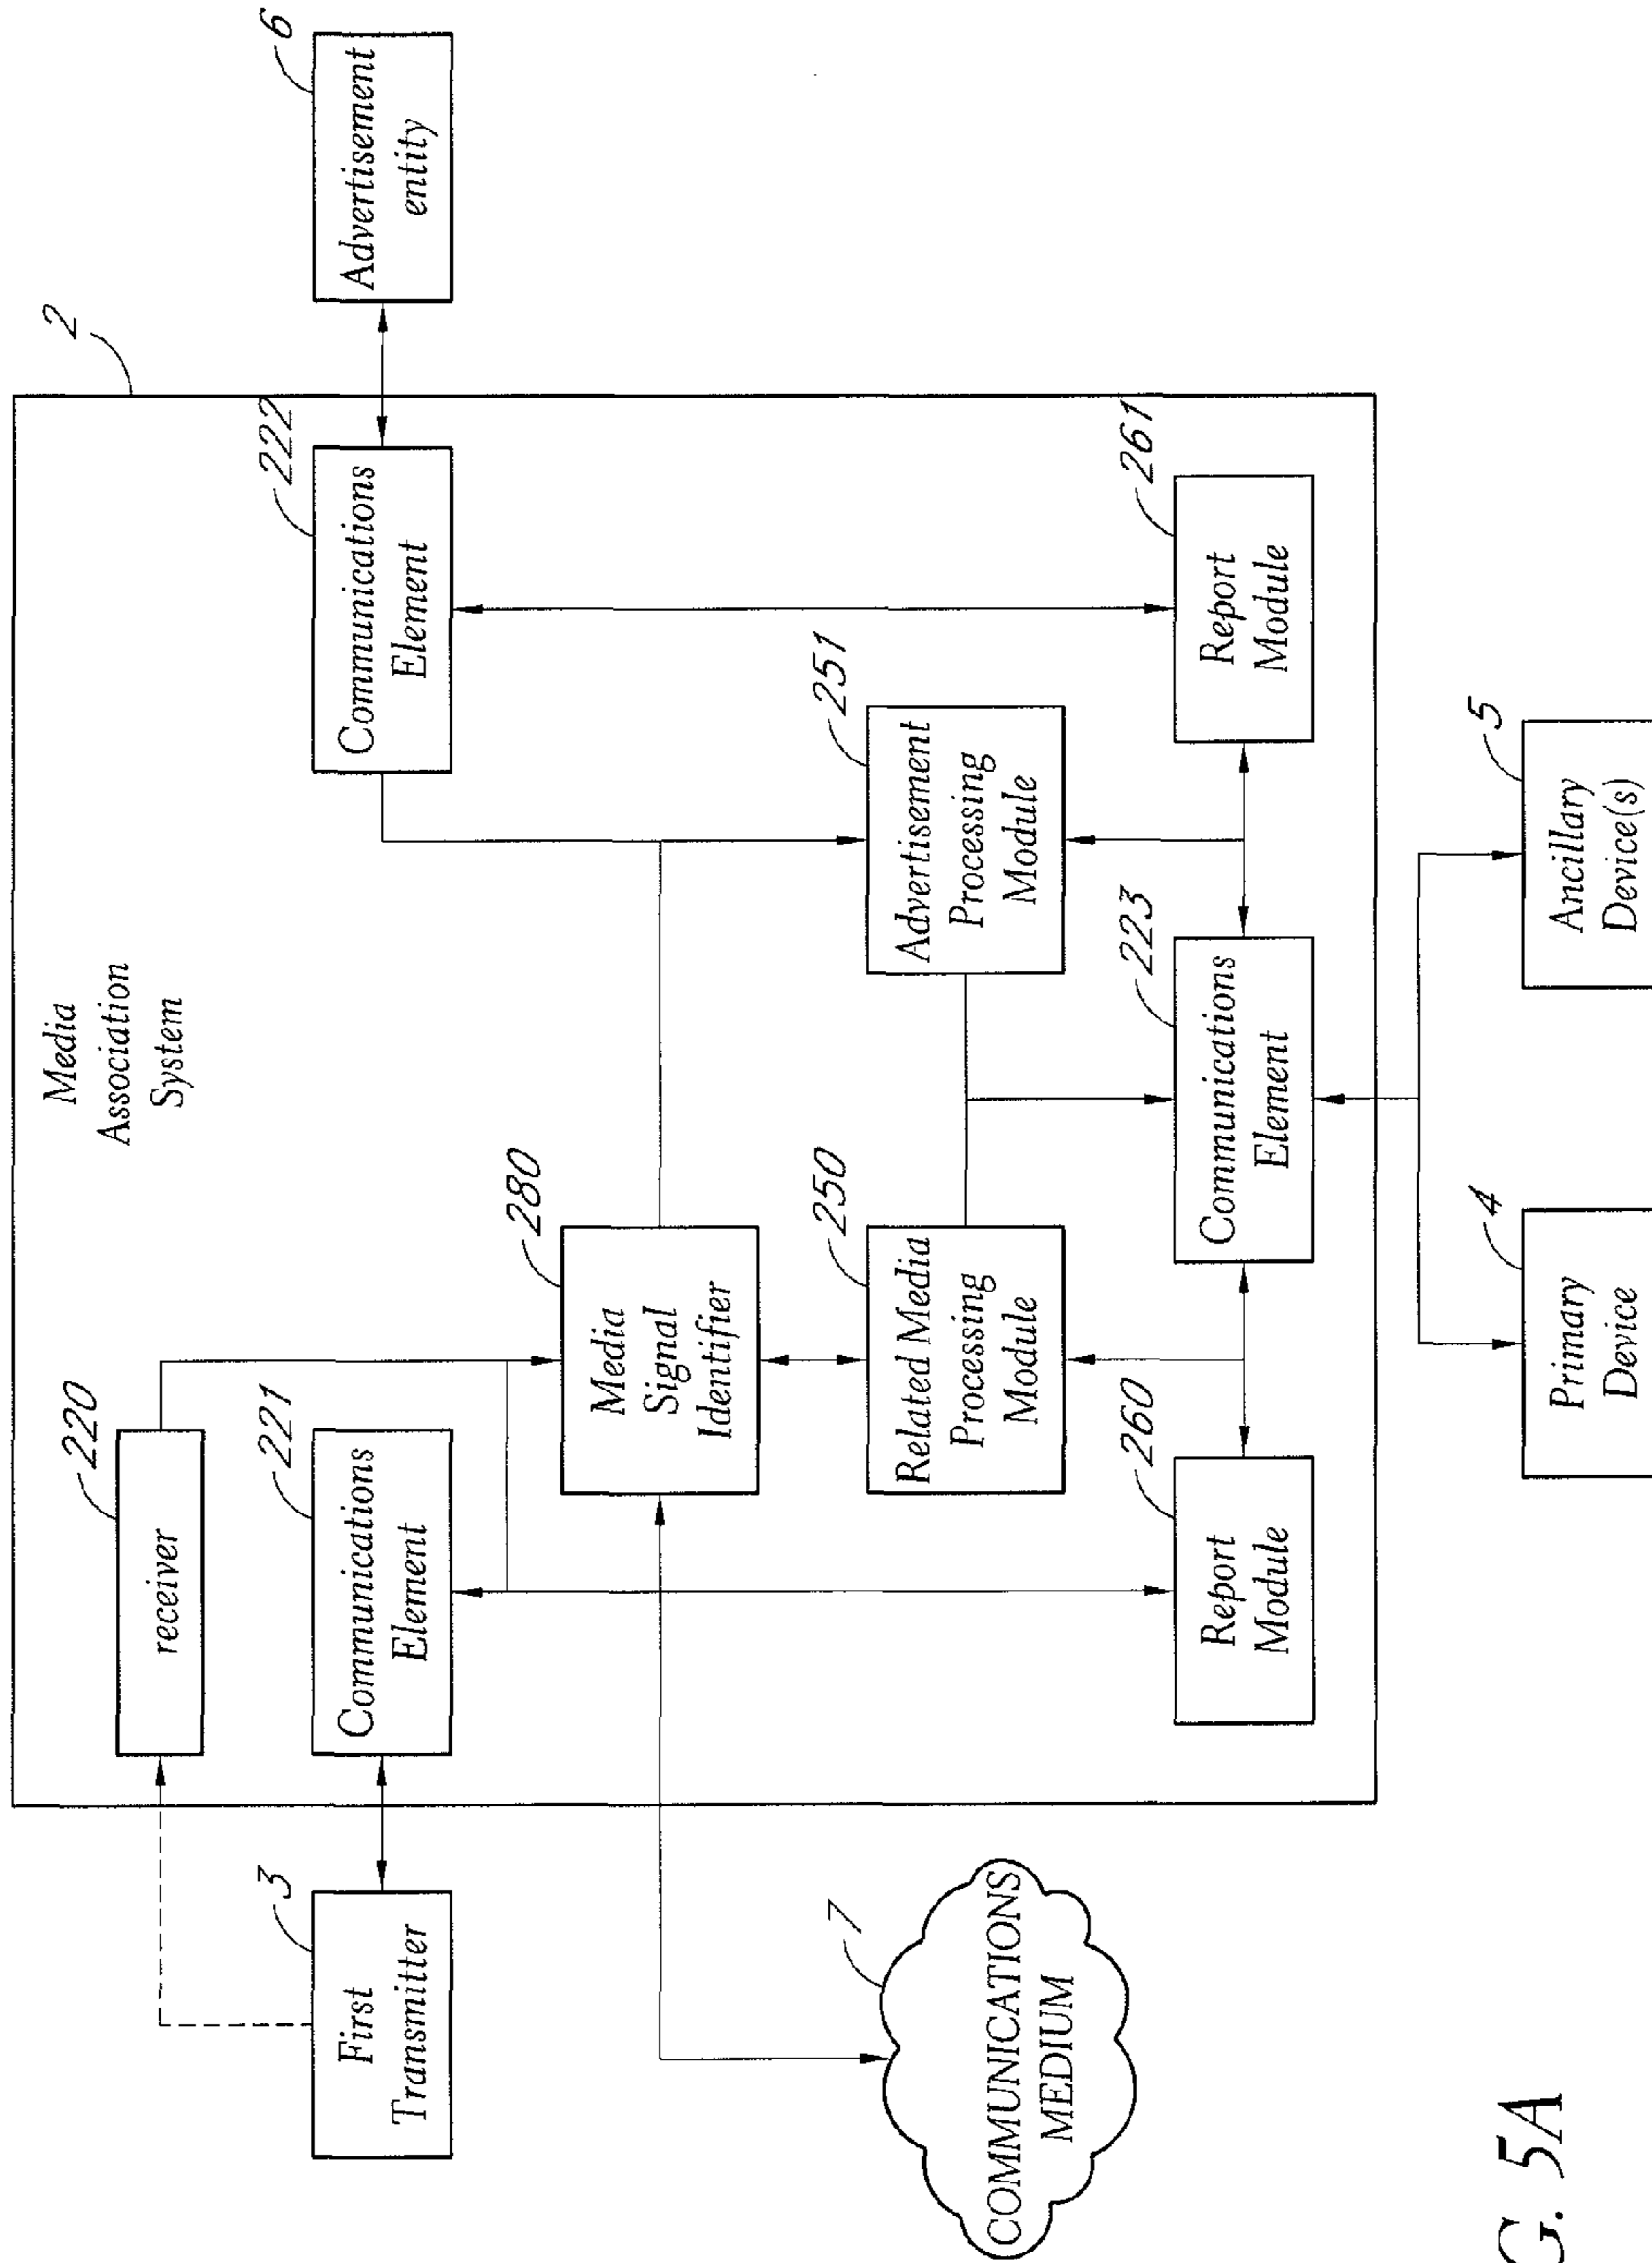 Media
Association
System
2
6
Advertisement
entity
3
First
Transmitter
220
receiver
221
Communications
Element
222
Communications
Element
280
Media
Signal
Identifier
7
COMMUNICATIONS
MEDIUM
250
Related Media
Processing
Module
251
Advertisement
Processing
Module
260
Report
Module
223
Communications
Element
261
Report
Module
4
Primary
Device
5
Ancillary
Device(s)
G. 5A